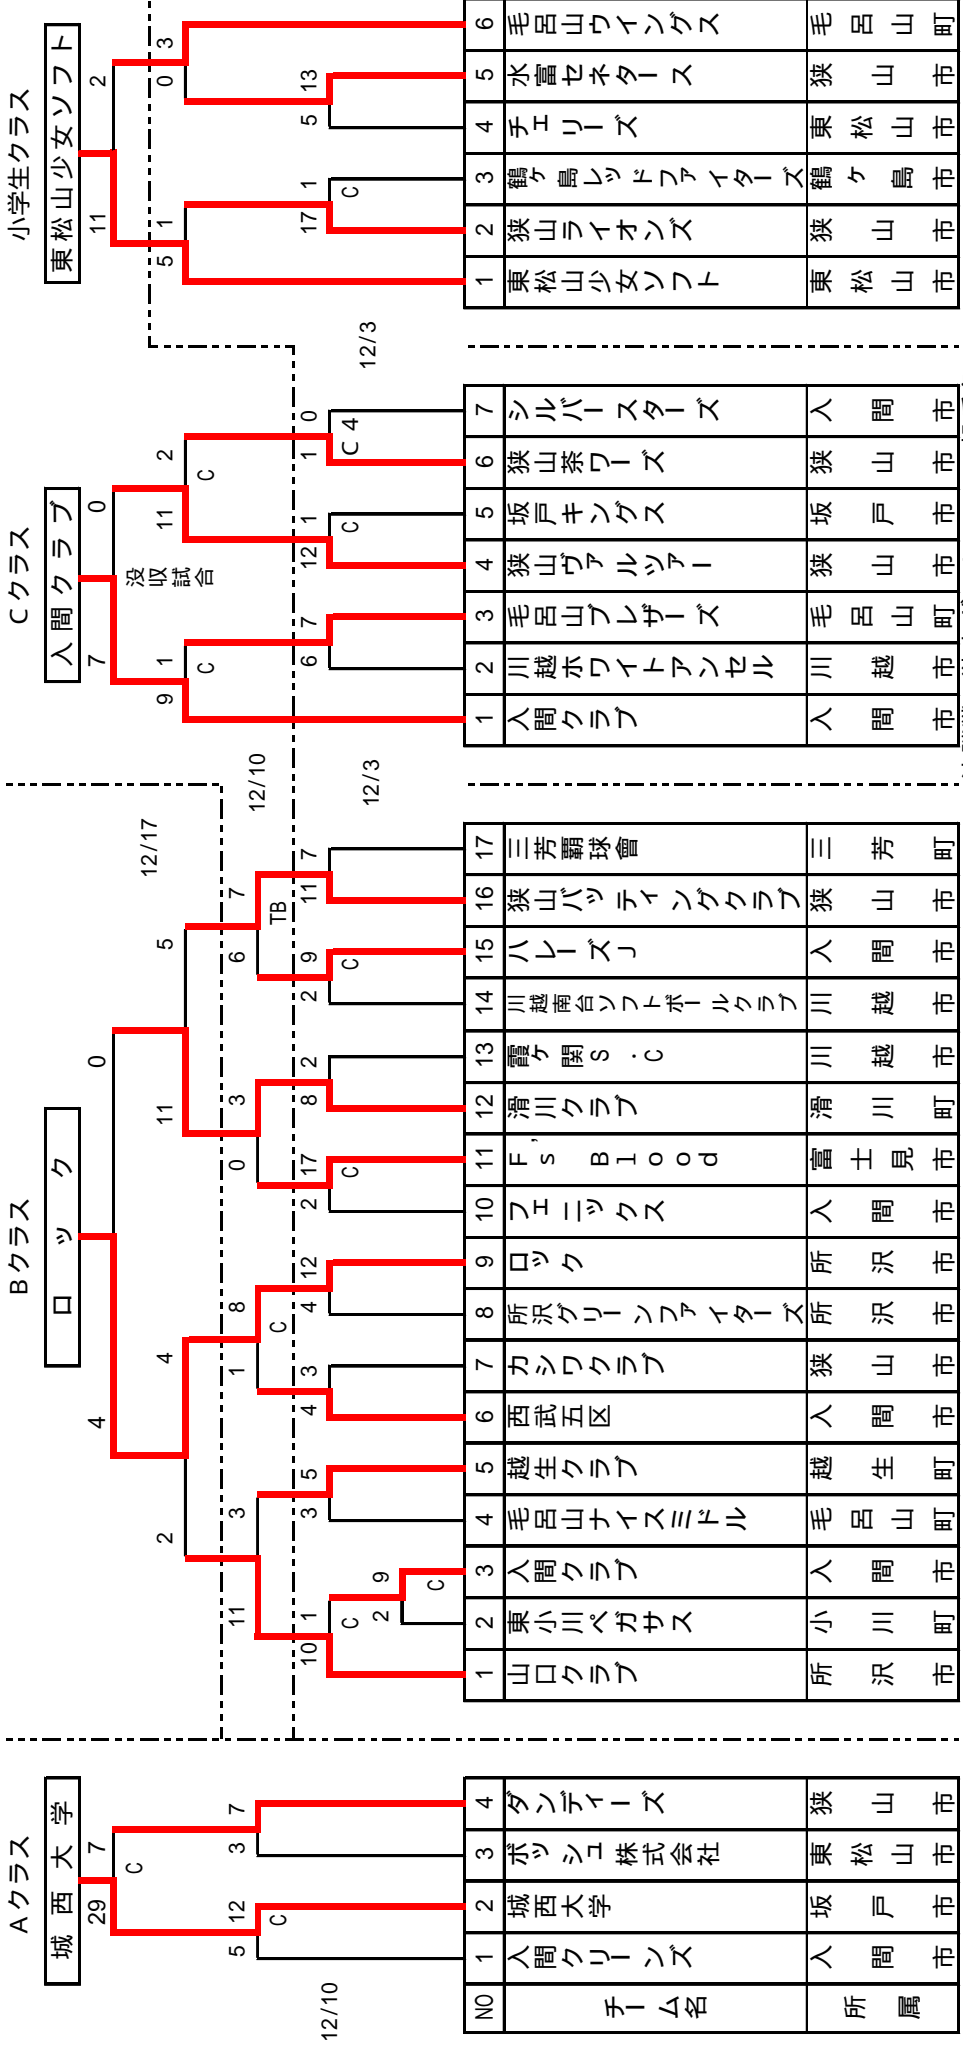 Aクラス
城西大学
29
7
C
5
12
C
3
7
12/10
NO
チーム名
所属
1 入間クリーンズ 入間市
2 城西大学 坂戸市
3 ボッシュ株式会社 東松山市
4 ダンディーズ 狭山市
Bクラス
ロック
4
0
2
4
11
5
12/17
11
3
1
8
C
0
3
6
7
TB
12/10
10
1
C
2
9
C
3
5
4
3
4
12
2
17
C
8
2
2
9
C
11
7
12/3
1 山口クラブ 所沢市
2 東小川ペガサス 小川町
3 入間クラブ 入間市
4 毛呂山ナイスミドル 毛呂山町
5 越生クラブ 越生町
6 西武五区 入間市
7 カシワクラブ 狭山市
8 所沢グリーンファイターズ 所沢市
9 ロック 所沢市
10 フェニックス 入間市
11 F's Blood 富士見市
12 滑川クラブ 滑川町
13 霞ケ関S・C 川越市
14 川越南台ソフトボールクラブ 川越市
15 ハレーズJ 入間市
16 狭山バッティングクラブ 狭山市
17 三芳覇球會 三芳町
Cクラス
入間クラブ
7
0
没収試合
9
1
C
11
2
C
6
7
12
1
C
1
0
C4
12/3
1 入間クラブ 入間市
2 川越ホワイトアンセル 川越市
3 毛呂山ブレザーズ 毛呂山町
4 狭山ヴァルツァー 狭山市
5 坂戸キングス 坂戸市
6 狭山茶ワーズ 狭山市
7 シルバースターズ 入間市
小学生クラス
東松山少女ソフト
11
2
5
1
0
3
17
1
C
5
13
1 東松山少女ソフト 東松山市
2 狭山ライオンズ 狭山市
3 鶴ケ島レッドファイターズ 鶴ケ島市
4 チェリーズ 東松山市
5 水富セネタース 狭山市
6 毛呂山ウイングス 毛呂山町